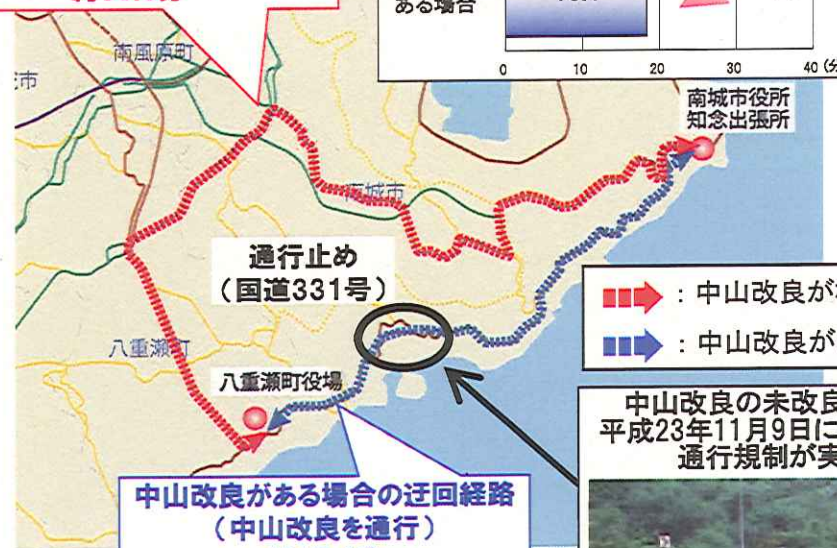 ある場合
0 10 20 30 40 (分
南風原町
市
南城市役所
知念出張所
南城市
通行止め
(国道331号)
：中山改良が
：中山改良が
八重瀬町
八重瀬町役場
中山改良の未改良
平成23年11月9日に
通行規制が実
中山改良がある場合の迂回経路
(中山改良を通行)